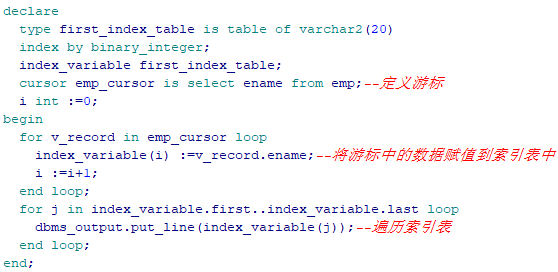 declare
  type first_index_table is table of varchar2(20)
  index by binary_integer;
  index_variable first_index_table;
  cursor emp_cursor is select ename from emp;--定义游标
  i int :=0;
begin
  for v_record in emp_cursor loop
    index_variable(i) :=v_record.ename;--将游标中的数据赋值到索引表中
    i :=i+1;
  end loop;
  for j in index_variable.first..index_variable.last loop
    dbms_output.put_line(index_variable(j));--遍历索引表
  end loop;
end;